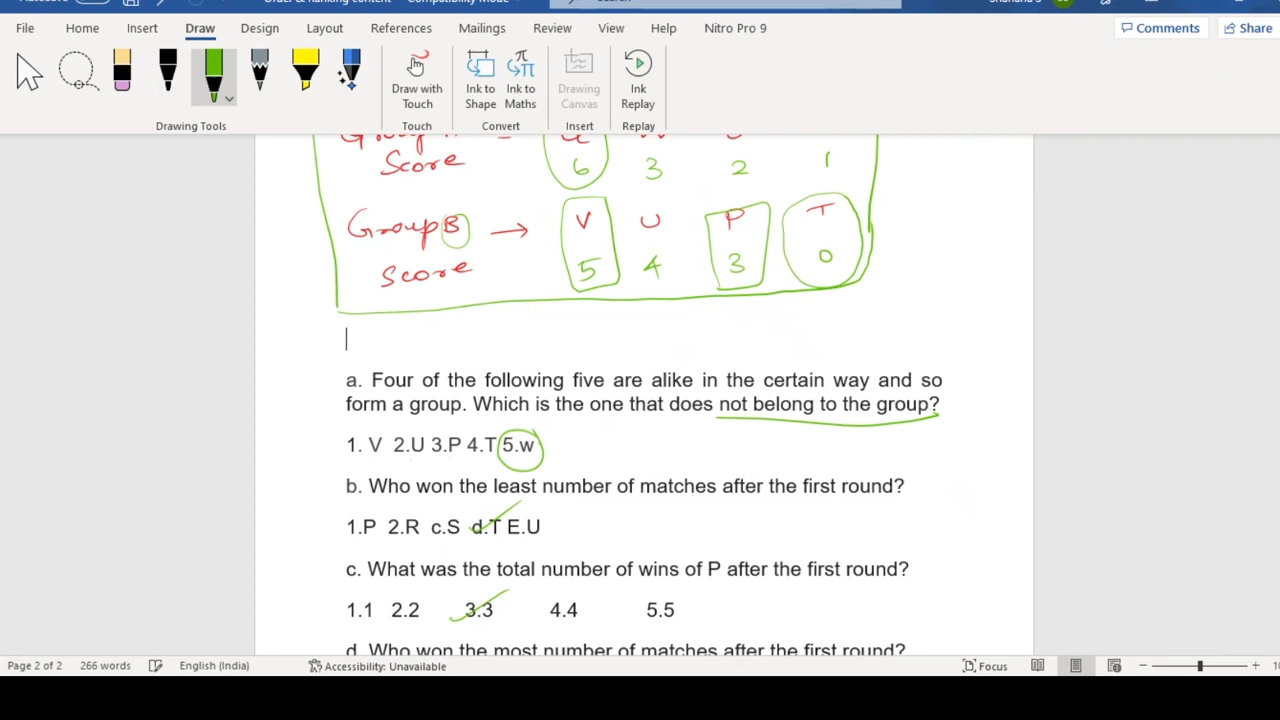 File Home Insert Draw Design Layout References Mailings Review View Help Nitro Pro 9 Comments Share
Draw with Touch Ink to Shape Ink to Maths Drawing Canvas Ink Replay
Drawing Tools Touch Convert Insert Replay
Score 6 3 2 1
Group B → V U P T
Score 5 4 3 0
a. Four of the following five are alike in the certain way and so
form a group. Which is the one that does not belong to the group?
1. V 2.U 3.P 4.T 5.w
b. Who won the least number of matches after the first round?
1.P 2.R c.S d.T E.U
c. What was the total number of wins of P after the first round?
1.1 2.2 3.3 4.4 5.5
d. Who won the most number of matches after the first round?
Page 2 of 2 266 words English (India) Accessibility: Unavailable Focus